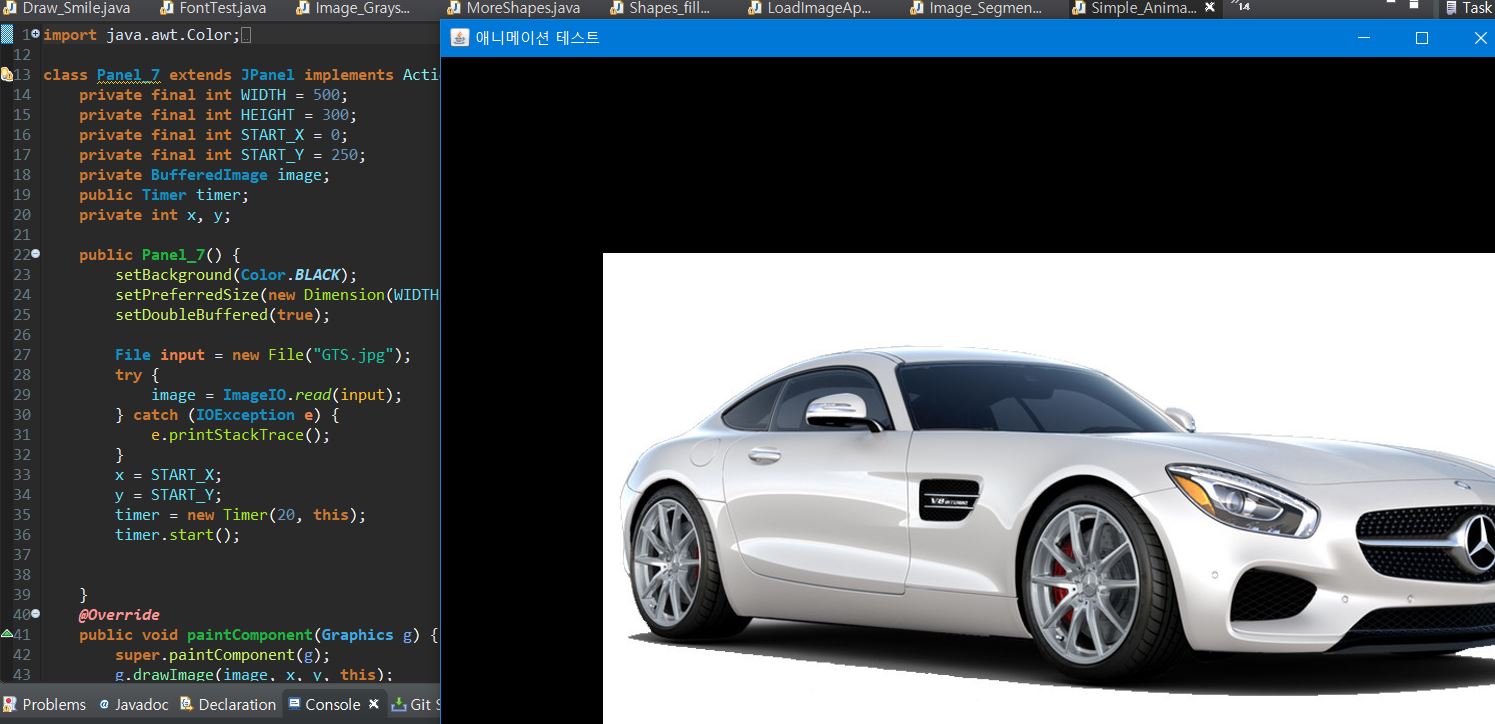 Draw_Smile.java FontTest.java Image_Grays... MoreShapes.java Shapes_fill... LoadImageAp... Image_Segmen... Simple_Anima... 14 Task
애니메이션 테스트
1 import java.awt.Color;
12
13 class Panel_7 extends JPanel implements Acti
14 private final int WIDTH = 500;
15 private final int HEIGHT = 300;
16 private final int START_X = 0;
17 private final int START_Y = 250;
18 private BufferedImage image;
19 public Timer timer;
20 private int x, y;
21
22 public Panel_7() {
23 setBackground(Color.BLACK);
24 setPreferredSize(new Dimension(WIDTH
25 setDoubleBuffered(true);
26
27 File input = new File("GTS.jpg");
28 try {
29 image = ImageIO.read(input);
30 } catch (IOException e) {
31 e.printStackTrace();
32 }
33 x = START_X;
34 y = START_Y;
35 timer = new Timer(20, this);
36 timer.start();
37
38
39 }
40 @Override
41 public void paintComponent(Graphics g) {
42 super.paintComponent(g);
43 g.drawImage(image, x, y, this);
V8 BITURBO
Problems Javadoc Declaration Console Git S